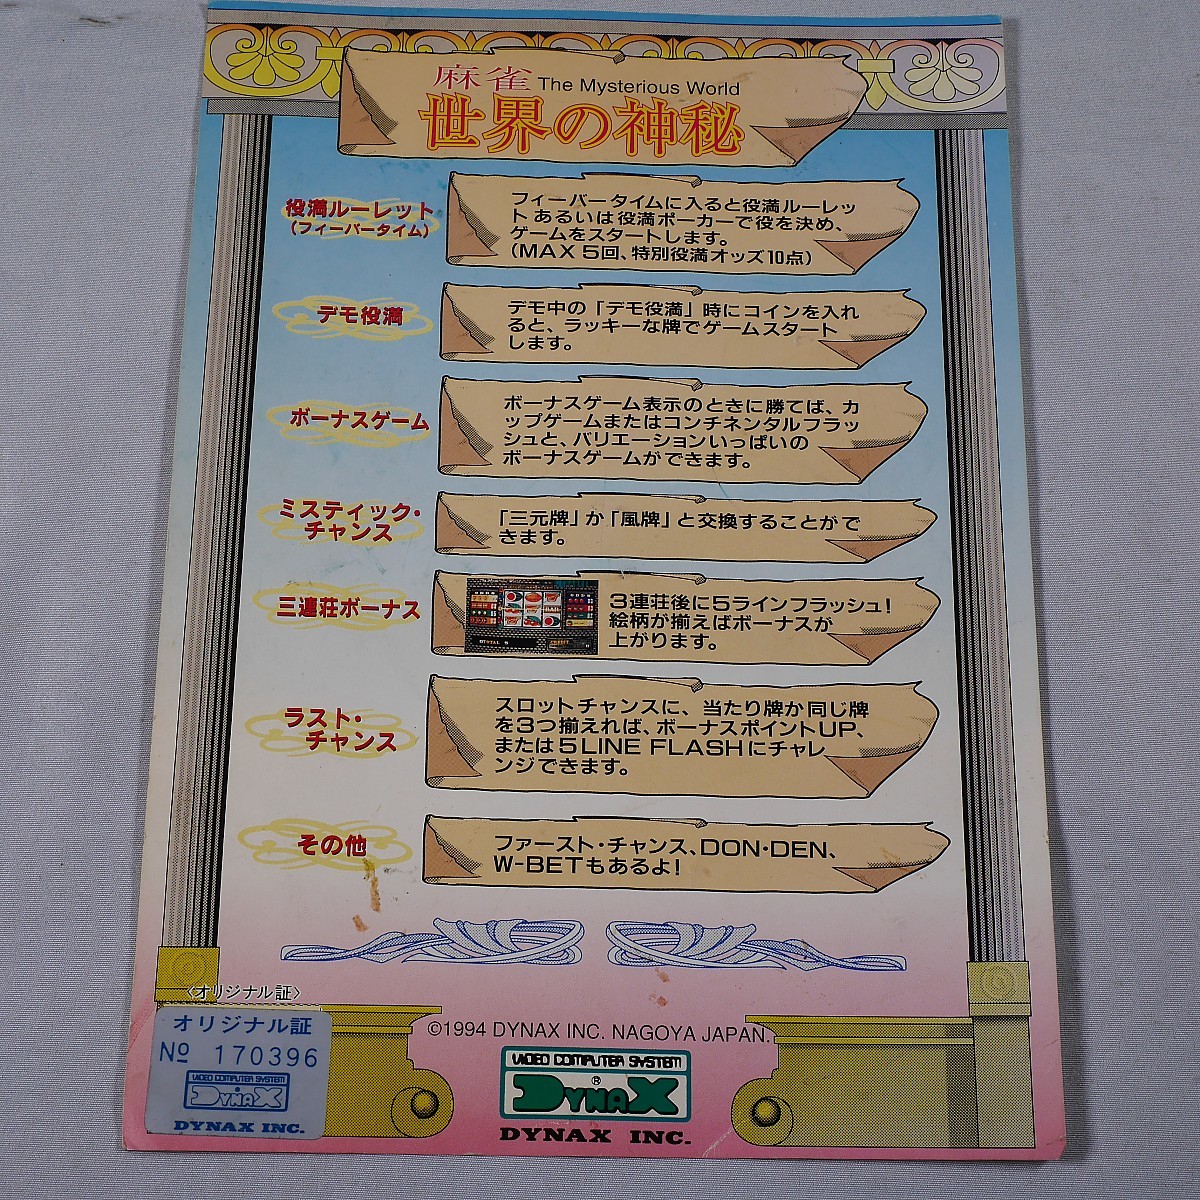 麻雀 The Mysterious World
世界の神秘
役満ルーレット
(フィーバータイム)
フィーバータイムに入ると役満ルーレッ
トあるいは役満ポーカーで役を決め、
ゲームをスタートします。
(MAX 5回、特別役満オッズ10点)
デモ役満
デモ中の「デモ役満」時にコインを入れ
ると、ラッキーな牌でゲームスタート
します。
ボーナスゲーム
ボーナスゲーム表示のときに勝てば、カ
ップゲームまたはコンチネンタルフラッ
シュと、バリエーションいっぱいの
ボーナスゲームができます。
ミスティック・
チャンス
「三元牌」か「風牌」と交換することがで
きます。
三連荘ボーナス
3連荘後に5ラインフラッシュ!
絵柄が揃えばボーナスが
上がります。
ラスト・
チャンス
スロットチャンスに、当たり牌か同じ牌
を3つ揃えれば、ボーナスポイントUP、
または5LINE FLASHにチャレ
ンジできます。
その他
ファースト・チャンス、DON・DEN、
W-BETもあるよ!
〈オリジナル証〉
オリジナル証
№ 170396
VIDEO COMPUTER SYSTEM
DYNAX
DYNAX INC.
©1994 DYNAX INC. NAGOYA JAPAN.
VIDEO COMPUTER SYSTEM
®
DYNAX
DYNAX INC.